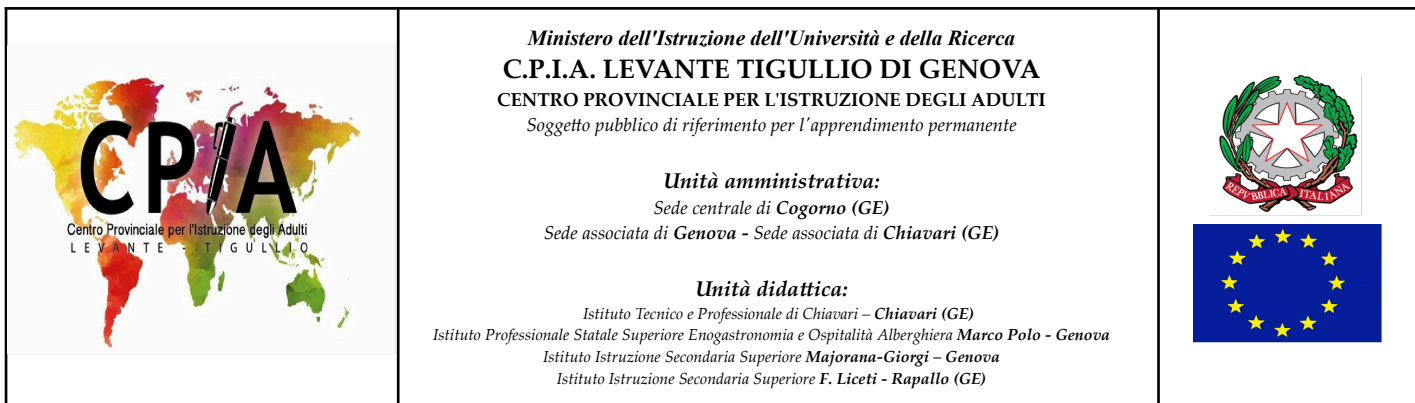 CPIA
Centro Provinciale per l'Istruzione degli Adulti
LEVANTE - TIGULLIO
Ministero dell'Istruzione dell'Università e della Ricerca
C.P.I.A. LEVANTE TIGULLIO DI GENOVA
CENTRO PROVINCIALE PER L'ISTRUZIONE DEGLI ADULTI
Soggetto pubblico di riferimento per l'apprendimento permanente
Unità amministrativa:
Sede centrale di Cogorno (GE)
Sede associata di Genova - Sede associata di Chiavari (GE)
Unità didattica:
Istituto Tecnico e Professionale di Chiavari – Chiavari (GE)
Istituto Professionale Statale Superiore Enogastronomia e Ospitalità Alberghiera Marco Polo - Genova
Istituto Istruzione Secondaria Superiore Majorana-Giorgi – Genova
Istituto Istruzione Secondaria Superiore F. Liceti - Rapallo (GE)
REPVBBLICA ITALIANA